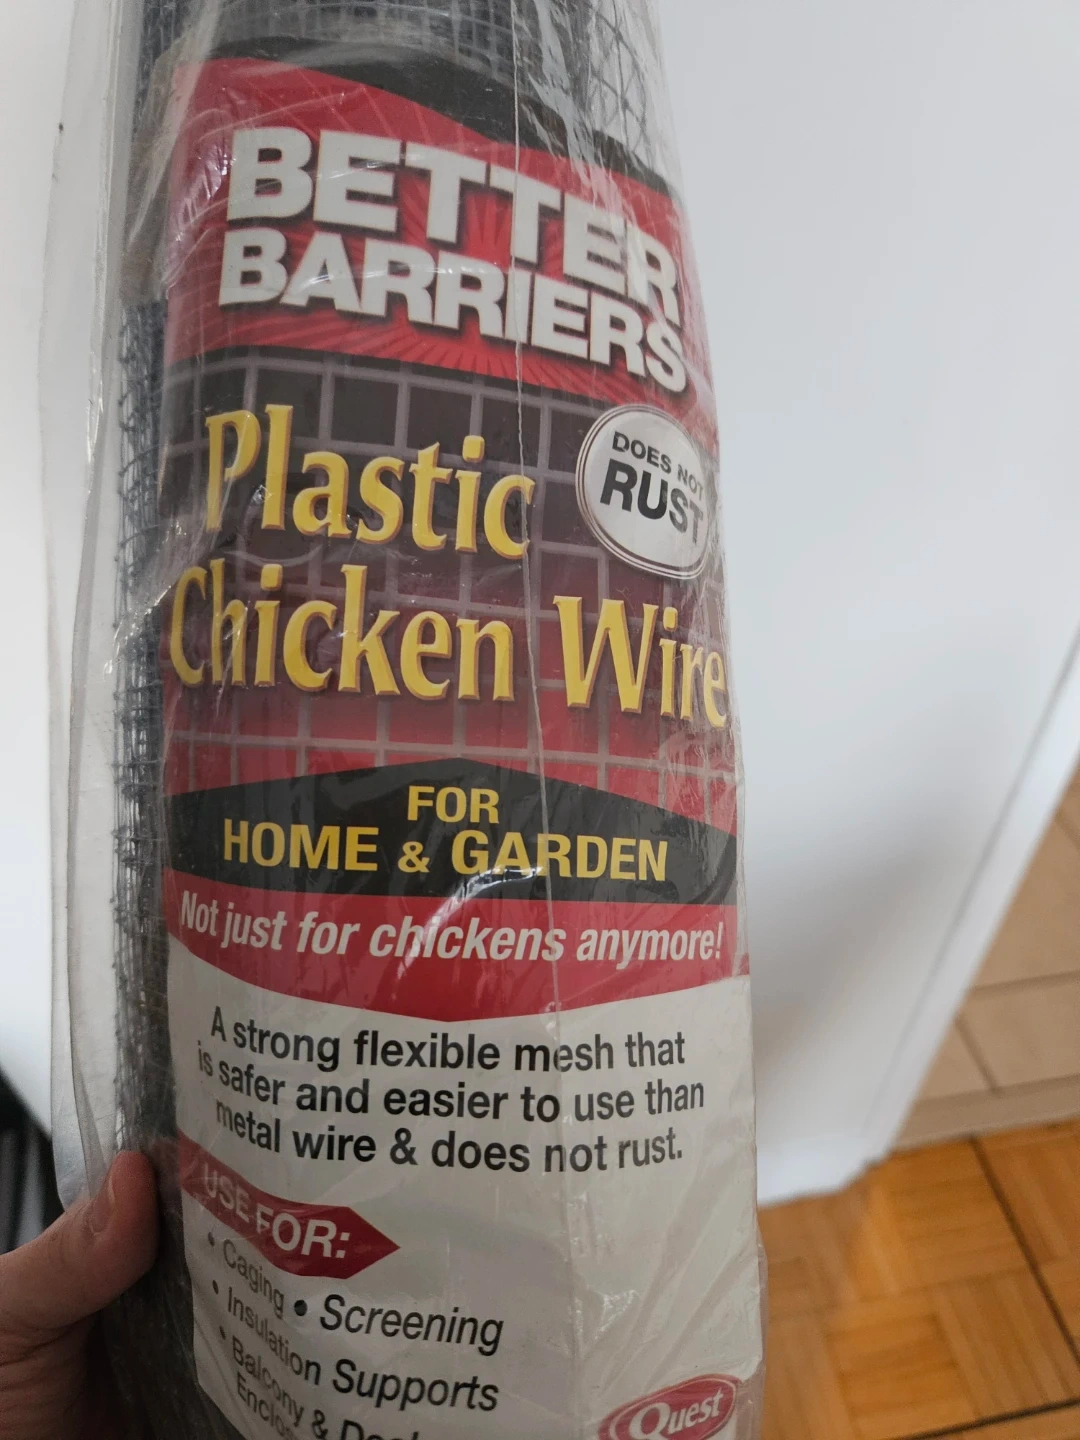 BETTER
BARRIERS
Plastic
DOES NOT
RUST
Chicken Wire
FOR
HOME & GARDEN
Not just for chickens anymore!
A strong flexible mesh that
is safer and easier to use than
metal wire & does not rust.
USE FOR:
• Caging • Screening
• Insulation Supports
• Balcony &
Quest